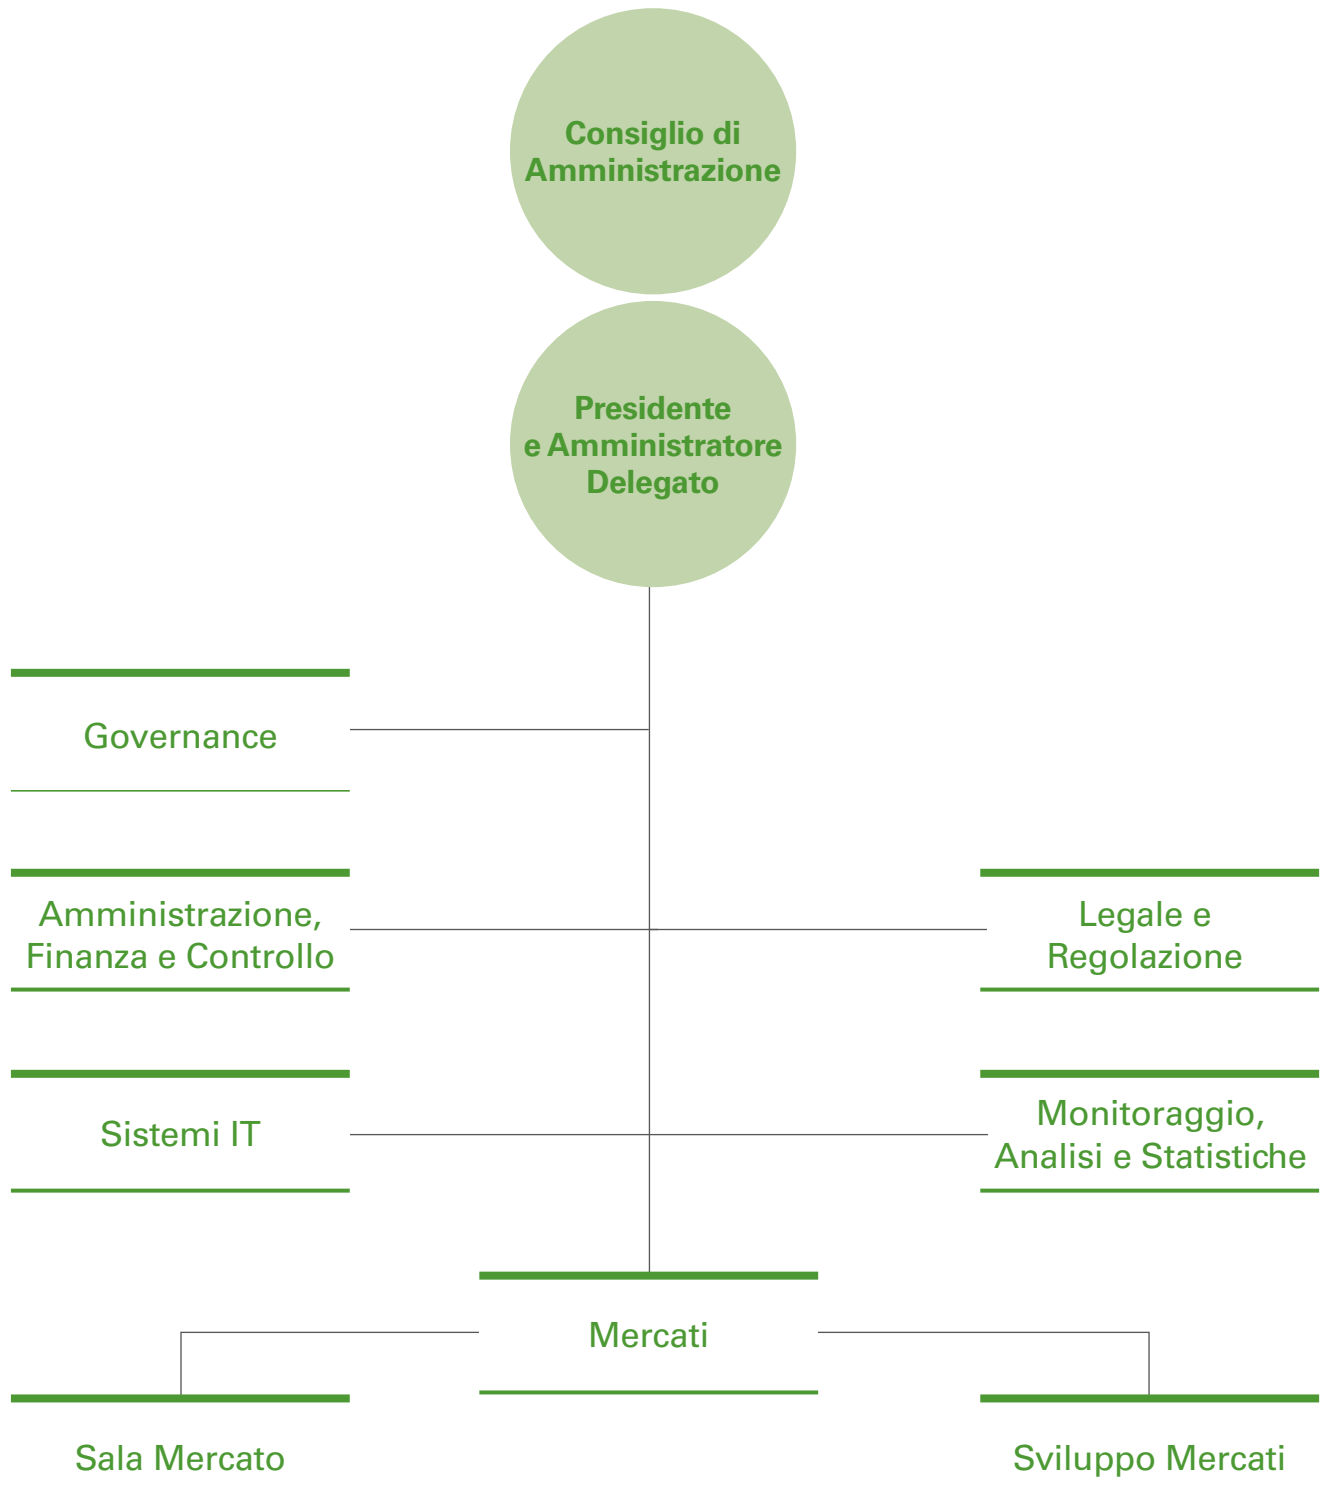 Consiglio di
Amministrazione
Presidente
e Amministratore
Delegato
Governance
Amministrazione,
Finanza e Controllo
Legale e
Regolazione
Sistemi IT
Monitoraggio,
Analisi e Statistiche
Mercati
Sala Mercato
Sviluppo Mercati